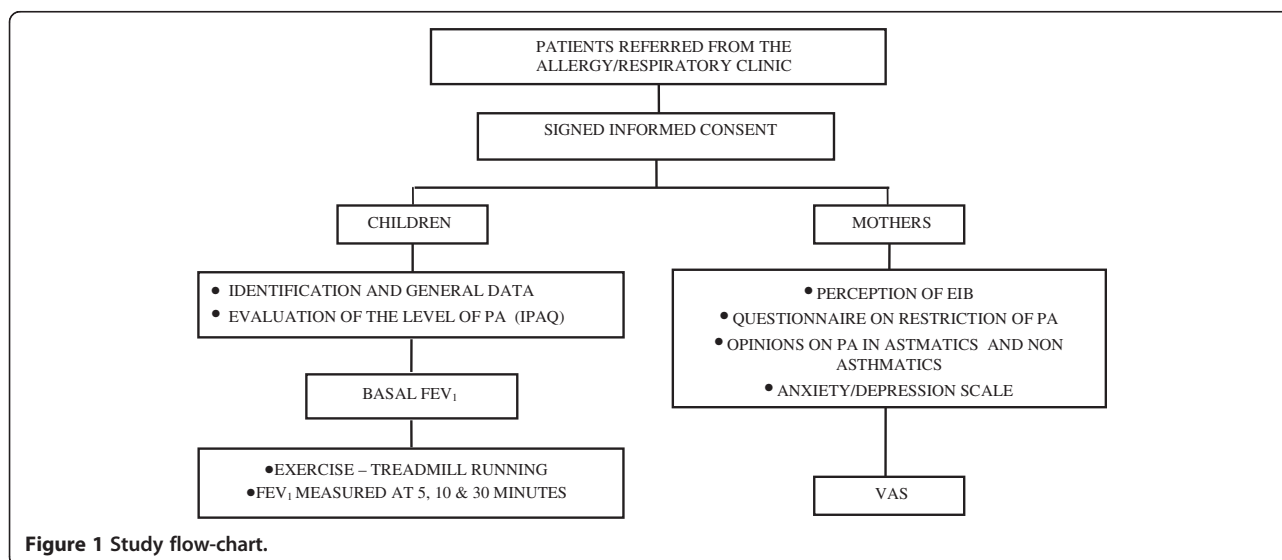 PATIENTS REFERRED FROM THE
ALLERGY/RESPIRATORY CLINIC
SIGNED INFORMED CONSENT
CHILDREN
● IDENTIFICATION AND GENERAL DATA
● EVALUATION OF THE LEVEL OF PA (IPAQ)
BASAL FEV₁
●EXERCISE – TREADMILL RUNNING
●FEV₁ MEASURED AT 5, 10 & 30 MINUTES
MOTHERS
● PERCEPTION OF EIB
● QUESTIONNAIRE ON RESTRICTION OF PA
● OPINIONS ON PA IN ASTMATICS AND NON
ASTHMATICS
● ANXIETY/DEPRESSION SCALE
VAS
Figure 1 Study flow-chart.